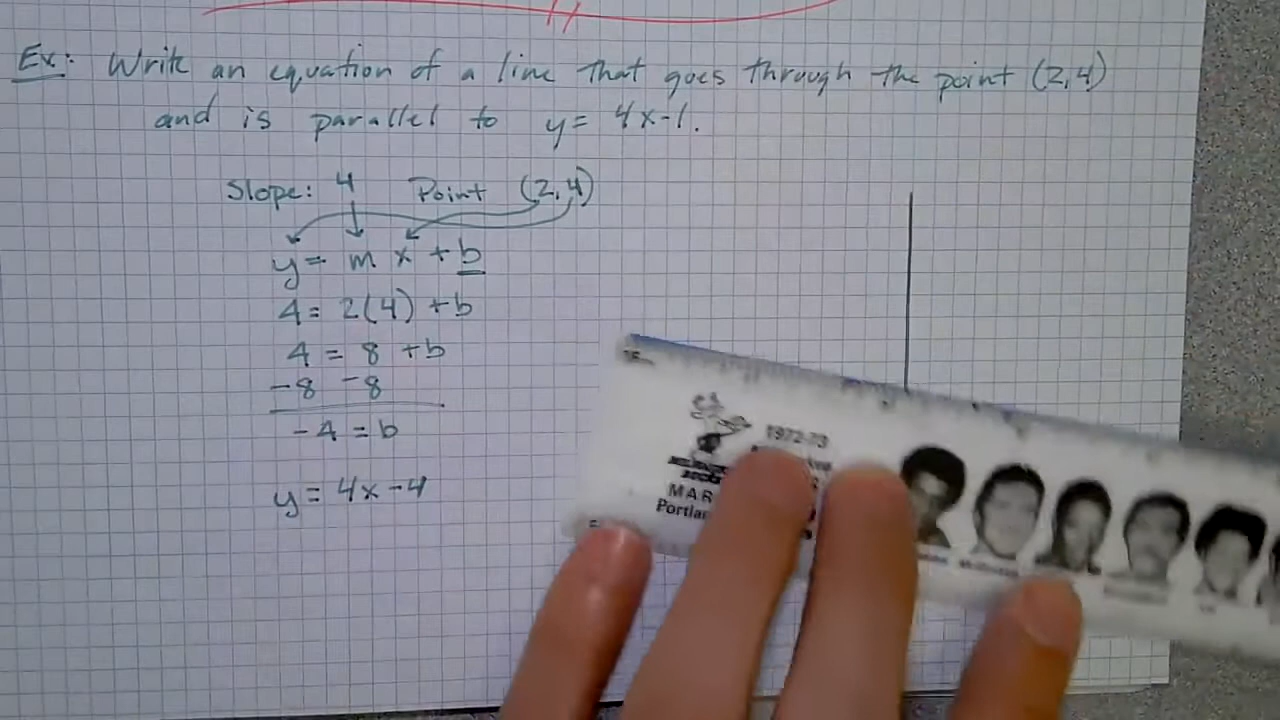 Ex: Write an equation of a line that goes through the point (2,4)
and is parallel to y = 4x-1.
Slope: 4 Point (2,4)
y = m x + b
4 = 2(4) + b
4 = 8 + b
-8 -8
-4 = b
y = 4x-4
1972-73
MAR
Portlan